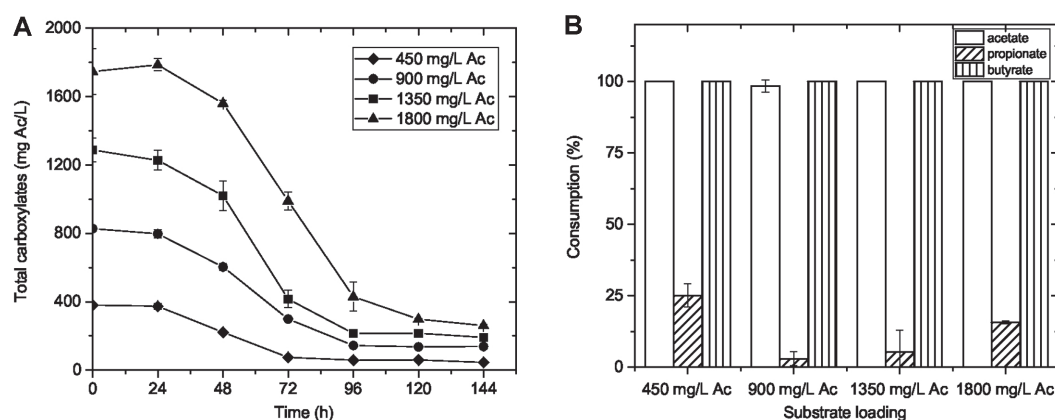 A
Total carboxylates (mg Ac/L)
2000
1600
1200
800
400
0
450 mg/L Ac
900 mg/L Ac
1350 mg/L Ac
1800 mg/L Ac
0 24 48 72 96 120 144
Time (h)
B
Consumption (%)
100
75
50
25
0
acetate
propionate
butyrate
450 mg/L Ac 900 mg/L Ac 1350 mg/L Ac 1800 mg/L Ac
Substrate loading